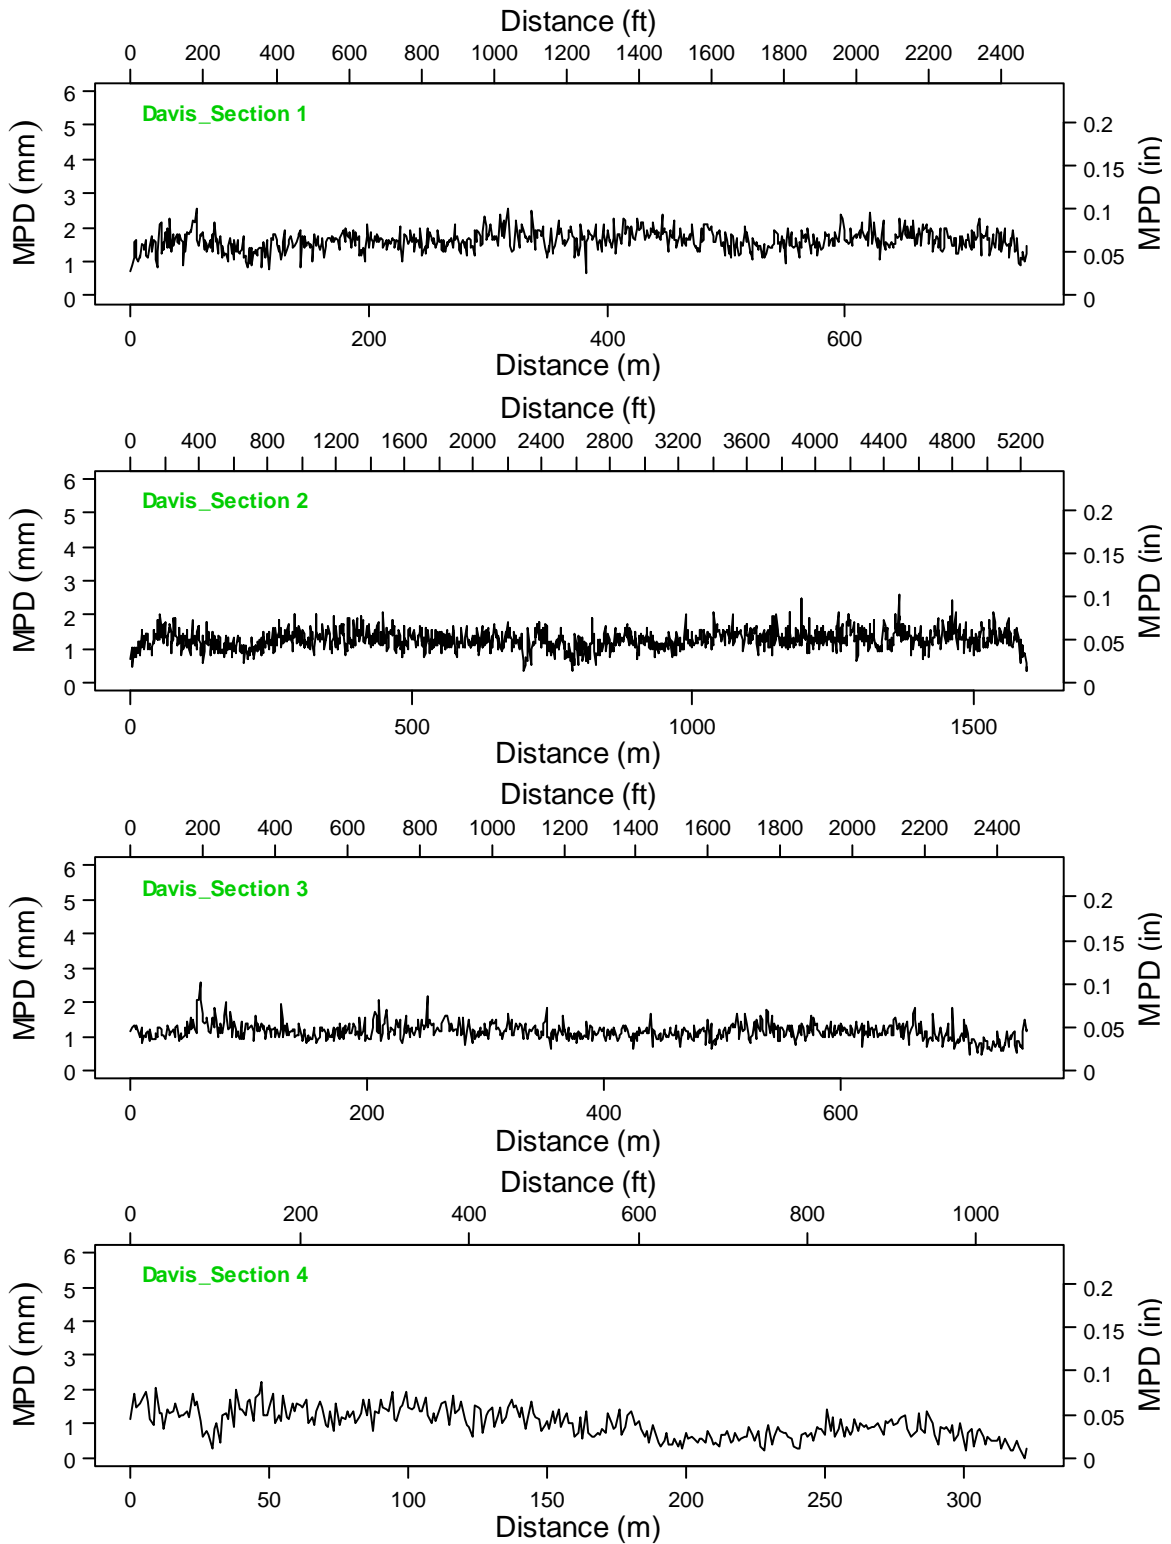 Distance (ft)
0 200 400 600 800 1000 1200 1400 1600 1800 2000 2200 2400
Davis_Section 1
MPD (mm)
6
5
4
3
2
1
0
MPD (in)
0.2
0.15
0.1
0.05
0
0 200 400 600
Distance (m)
Distance (ft)
0 400 800 1200 1600 2000 2400 2800 3200 3600 4000 4400 4800 5200
Davis_Section 2
MPD (mm)
6
5
4
3
2
1
0
MPD (in)
0.2
0.15
0.1
0.05
0
0 500 1000 1500
Distance (m)
Distance (ft)
0 200 400 600 800 1000 1200 1400 1600 1800 2000 2200 2400
Davis_Section 3
MPD (mm)
6
5
4
3
2
1
0
MPD (in)
0.2
0.15
0.1
0.05
0
0 200 400 600
Distance (m)
Distance (ft)
0 200 400 600 800 1000
Davis_Section 4
MPD (mm)
6
5
4
3
2
1
0
MPD (in)
0.2
0.15
0.1
0.05
0
0 50 100 150 200 250 300
Distance (m)